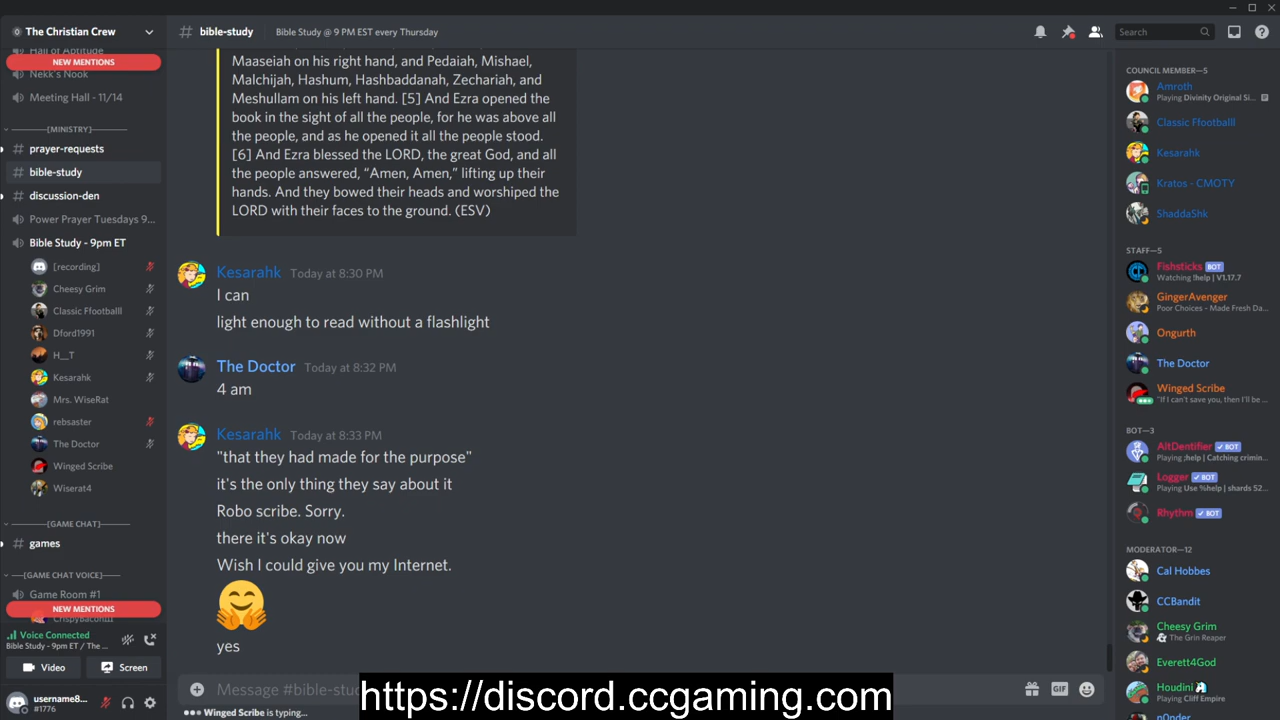 The Christian Crew
Hall of Aptitude
NEW MENTIONS
Nekk's Nook
Meeting Hall - 11/14
———[MINISTRY]———
prayer-requests
bible-study
discussion-den
Power Prayer Tuesdays 9...
Bible Study - 9pm ET
[recording]
Cheesy Grim
Classic Ffootballl
Dford1991
H__T
Kesarahk
Mrs. WiseRat
rebsaster
The Doctor
Winged Scribe
Wiserat4
———[GAME CHAT]———
games
——[GAME CHAT VOICE]——
Game Room #1
NEW MENTIONS
Crispybaconlll
Voice Connected
Bible Study - 9pm ET / The ...
Video
Screen
username8...
#1776
# bible-study
Bible Study @ 9 PM EST every Thursday
Search
Maaseiah on his right hand, and Pedaiah, Mishael,
Malchijah, Hashum, Hashbaddanah, Zechariah, and
Meshullam on his left hand. [5] And Ezra opened the
book in the sight of all the people, for he was above all
the people, and as he opened it all the people stood.
[6] And Ezra blessed the LORD, the great God, and all
the people answered, “Amen, Amen,” lifting up their
hands. And they bowed their heads and worshiped the
LORD with their faces to the ground. (ESV)
Kesarahk Today at 8:30 PM
I can
light enough to read without a flashlight
The Doctor Today at 8:32 PM
4 am
Kesarahk Today at 8:33 PM
"that they had made for the purpose"
it's the only thing they say about it
Robo scribe. Sorry.
there it's okay now
Wish I could give you my Internet.
yes
Message #bible-stu
GIF
https://discord.ccgaming.com
Winged Scribe is typing...
COUNCIL MEMBER—5
Amroth
Playing Divinity Original Si...
Classic Ffootballl
Kesarahk
Kratos - CMOTY
ShaddaShk
STAFF—5
Fishsticks BOT
Watching !help | V1.17.7
GingerAvenger
Poor Choices - Made Fresh Da...
Ongurth
The Doctor
Winged Scribe
"If I can't save you, then I'll be ...
BOT—3
AltDentifier BOT
Playing ;help | Catching crimin...
Logger BOT
Playing Use %help | shards 52...
Rhythm BOT
MODERATOR—12
Cal Hobbes
CCBandit
Cheesy Grim
The Grin Reaper
Everett4God
Houdini
Playing Cliff Empire
n0nder